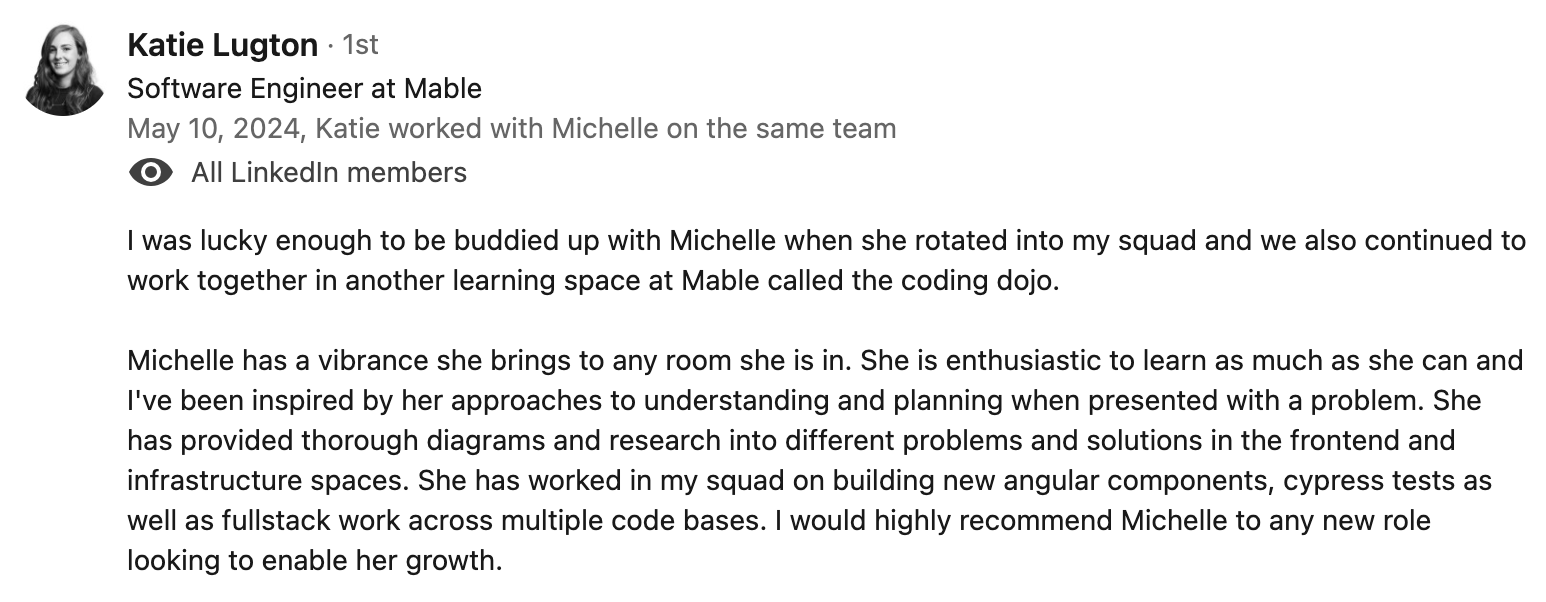 Katie Lugton · 1st
Software Engineer at Mable
May 10, 2024, Katie worked with Michelle on the same team
All LinkedIn members
I was lucky enough to be buddied up with Michelle when she rotated into my squad and we also continued to
work together in another learning space at Mable called the coding dojo.
Michelle has a vibrance she brings to any room she is in. She is enthusiastic to learn as much as she can and
I've been inspired by her approaches to understanding and planning when presented with a problem. She
has provided thorough diagrams and research into different problems and solutions in the frontend and
infrastructure spaces. She has worked in my squad on building new angular components, cypress tests as
well as fullstack work across multiple code bases. I would highly recommend Michelle to any new role
looking to enable her growth.